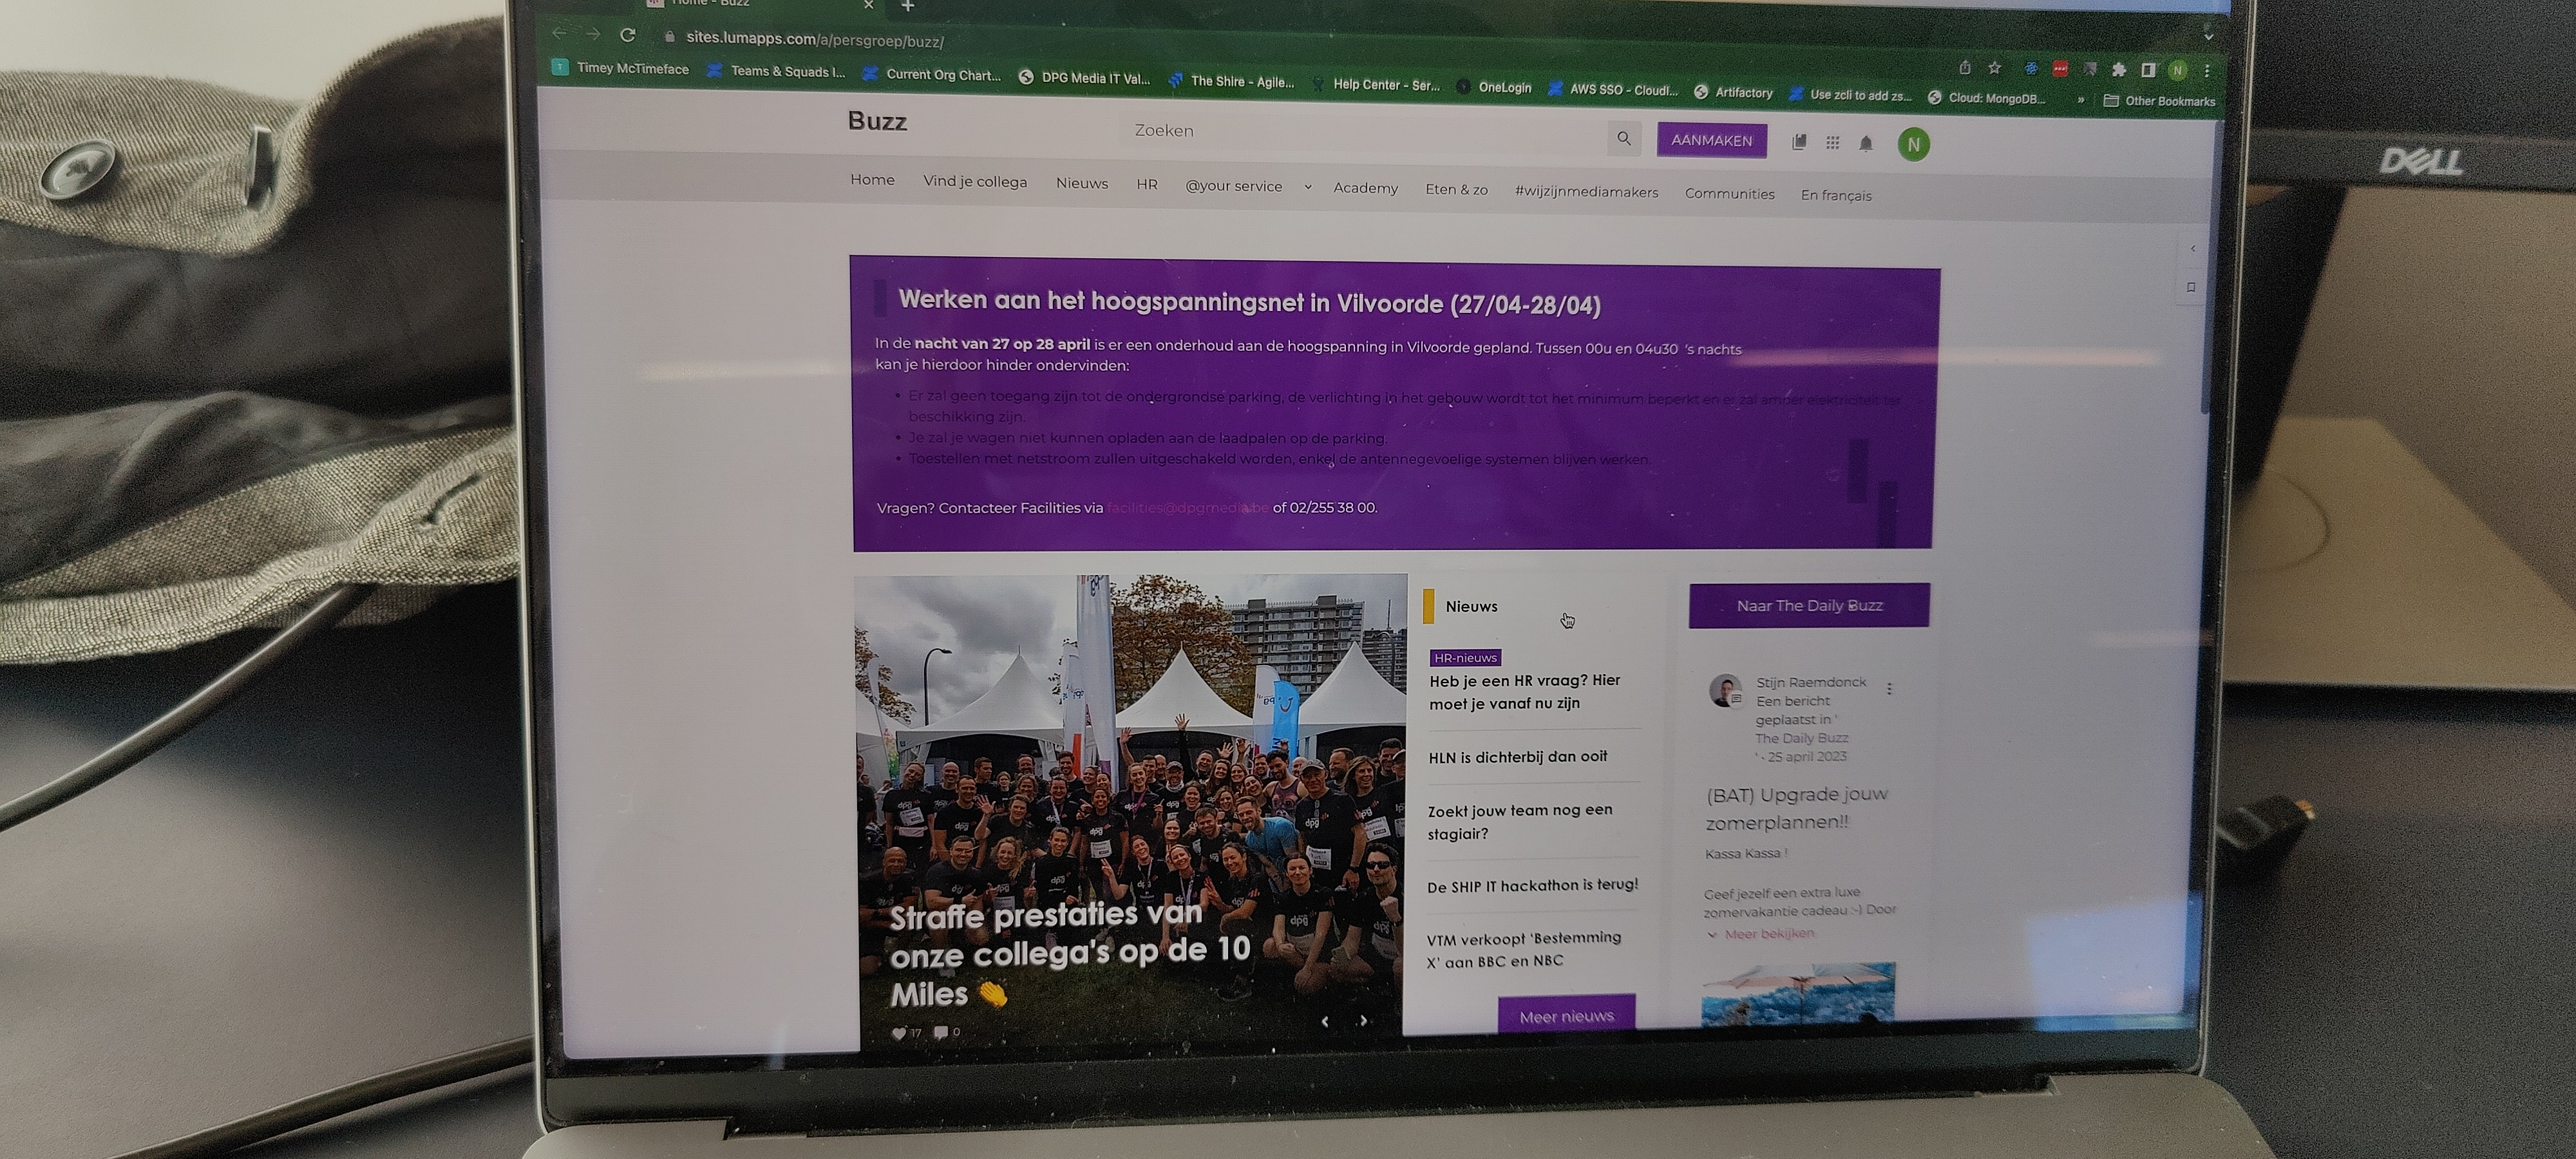 Home - Buzz
sites.lumapps.com/a/persgroep/buzz/
Timey McTimeface
Teams & Squads I...
Current Org Chart...
DPG Media IT Val...
The Shire - Agile...
Help Center - Ser...
OneLogin
AWS SSO - Cloudi...
Artifactory
Use zcli to add zs...
Cloud: MongoDB...
»
Other Bookmarks
N
Buzz
Zoeken
AANMAKEN
N
Home
Vind je collega
Nieuws
HR
@your service
Academy
Eten & zo
#wijzijnmediamakers
Communities
En français
DELL
Werken aan het hoogspanningsnet in Vilvoorde (27/04-28/04)
In de nacht van 27 op 28 april is er een onderhoud aan de hoogspanning in Vilvoorde gepland. Tussen 00u en 04u30 's nachts
kan je hierdoor hinder ondervinden:
• Er zal geen toegang zijn tot de ondergrondse parking, de verlichting in het gebouw wordt tot het minimum beperkt en er zal amper elektriciteit ter
beschikking zijn.
• Je zal je wagen niet kunnen opladen aan de laadpalen op de parking.
• Toestellen met netstroom zullen uitgeschakeld worden, enkel de antennegevoelige systemen blijven werken.
Vragen? Contacteer Facilities via facilities@dpgmedia.be of 02/255 38 00.
Straffe prestaties van
onze collega's op de 10
Miles 👏
17
0
Nieuws
HR-nieuws
Heb je een HR vraag? Hier
moet je vanaf nu zijn
HLN is dichterbij dan ooit
Zoekt jouw team nog een
stagiair?
De SHIP IT hackathon is terug!
VTM verkoopt 'Bestemming
X' aan BBC en NBC
Meer nieuws
Naar The Daily Buzz
Stijn Raemdonck
Een bericht
geplaatst in '
The Daily Buzz
' - 25 april 2023
(BAT) Upgrade jouw
zomerplannen!!
Kassa Kassa !
Geef jezelf een extra luxe
zomervakantie cadeau :-) Door
Meer bekijken
dpg
dpg
dpg
dpg
dpg